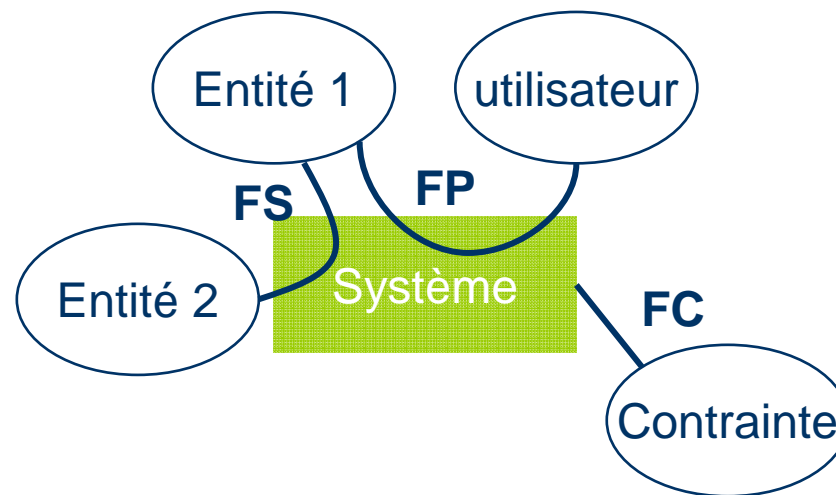 Entité 1
utilisateur
FS
FP
Entité 2
Système
FC
Contrainte